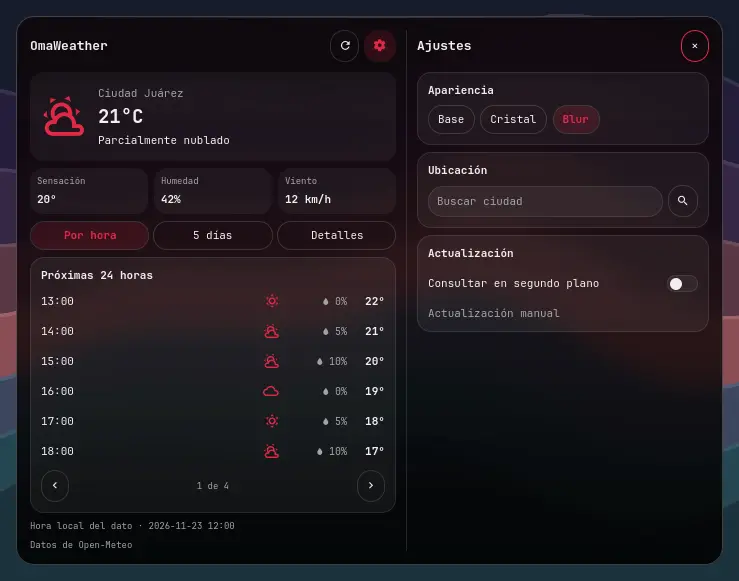 OmaWeather
Ciudad Juárez
21°C
Parcialmente nublado
Sensación
20°
Humedad
42%
Viento
12 km/h
Por hora
5 días
Detalles
Próximas 24 horas
13:00 0% 22°
14:00 5% 21°
15:00 10% 20°
16:00 0% 19°
17:00 5% 18°
18:00 10% 17°
1 de 4
Hora local del dato · 2026-11-23 12:00
Datos de Open-Meteo
Ajustes
Apariencia
Base
Cristal
Blur
Ubicación
Buscar ciudad
Actualización
Consultar en segundo plano
Actualización manual